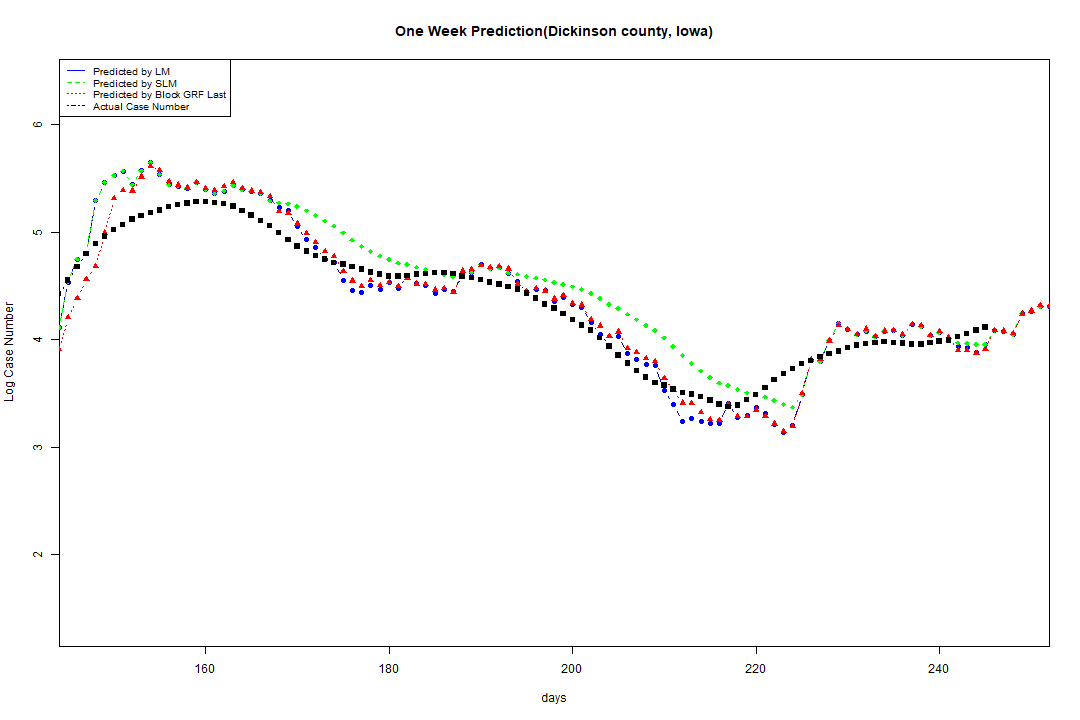 One Week Prediction(Dickinson county, Iowa)
Predicted by LM
Predicted by SLM
Predicted by Block GRF Last
Actual Case Number
6
5
4
3
2
Log Case Number
160 180 200 220 240
days